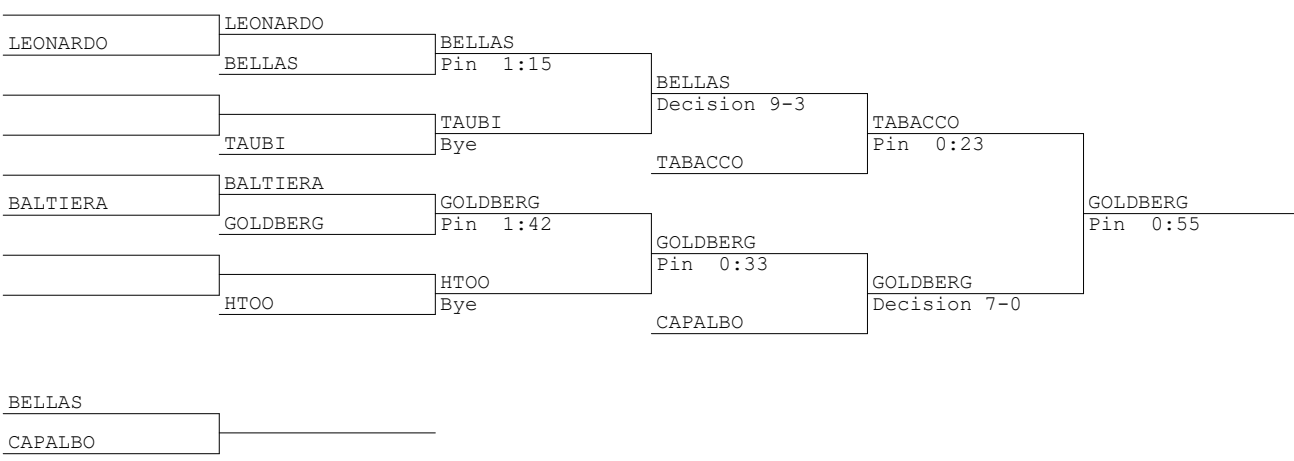 LEONARDO
LEONARDO
BELLAS
BELLAS
Pin 1:15
TAUBI
TAUBI
Bye
BELLAS
Decision 9-3
TABACCO
TABACCO
Pin 0:23
BALTIERA
BALTIERA
GOLDBERG
GOLDBERG
Pin 1:42
HTOO
HTOO
Bye
GOLDBERG
Pin 0:33
CAPALBO
GOLDBERG
Decision 7-0
GOLDBERG
Pin 0:55
BELLAS
CAPALBO